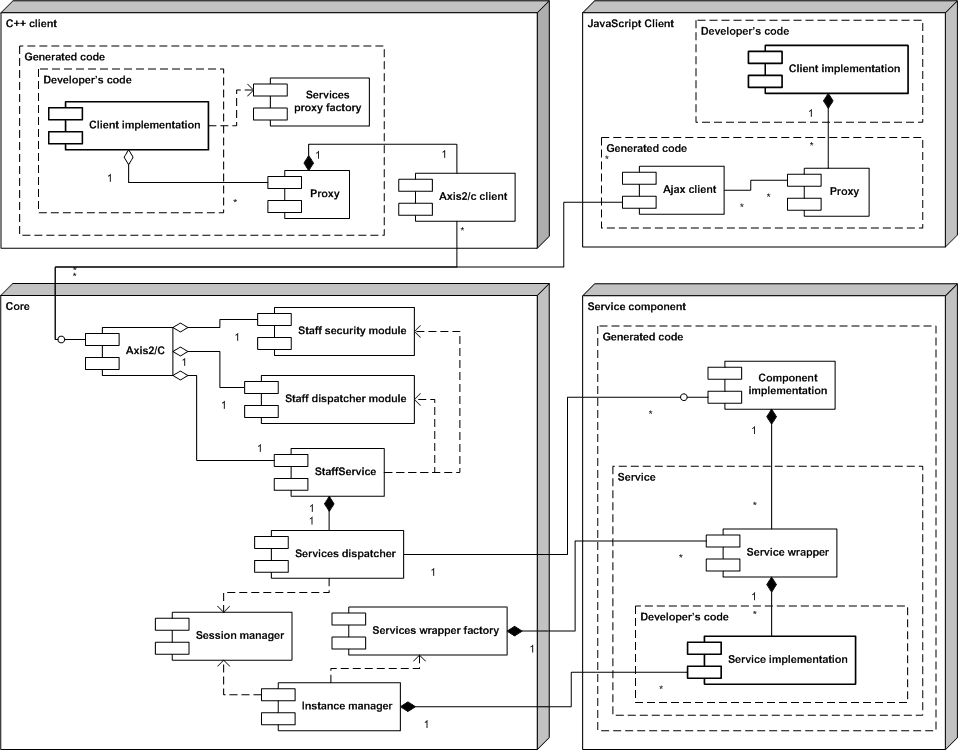 C++ client
Generated code
Developer's code
Client implementation
Services
proxy factory
1
1
1
Proxy
*
Axis2/c client
*
JavaScript Client
Developer's code
Client implementation
1
*
Generated code
*
Ajax client
*
*
Proxy
*
*
Core
Axis2/C
1
Staff security module
1
Staff dispatcher module
1
1
StaffService
1
1
Services dispatcher
1
Session manager
Services wrapper factory
1
Instance manager
1
Service component
Generated code
Component
implementation
*
1
Service
*
Service wrapper
*
1
*
Developer's code
Service implementation
*